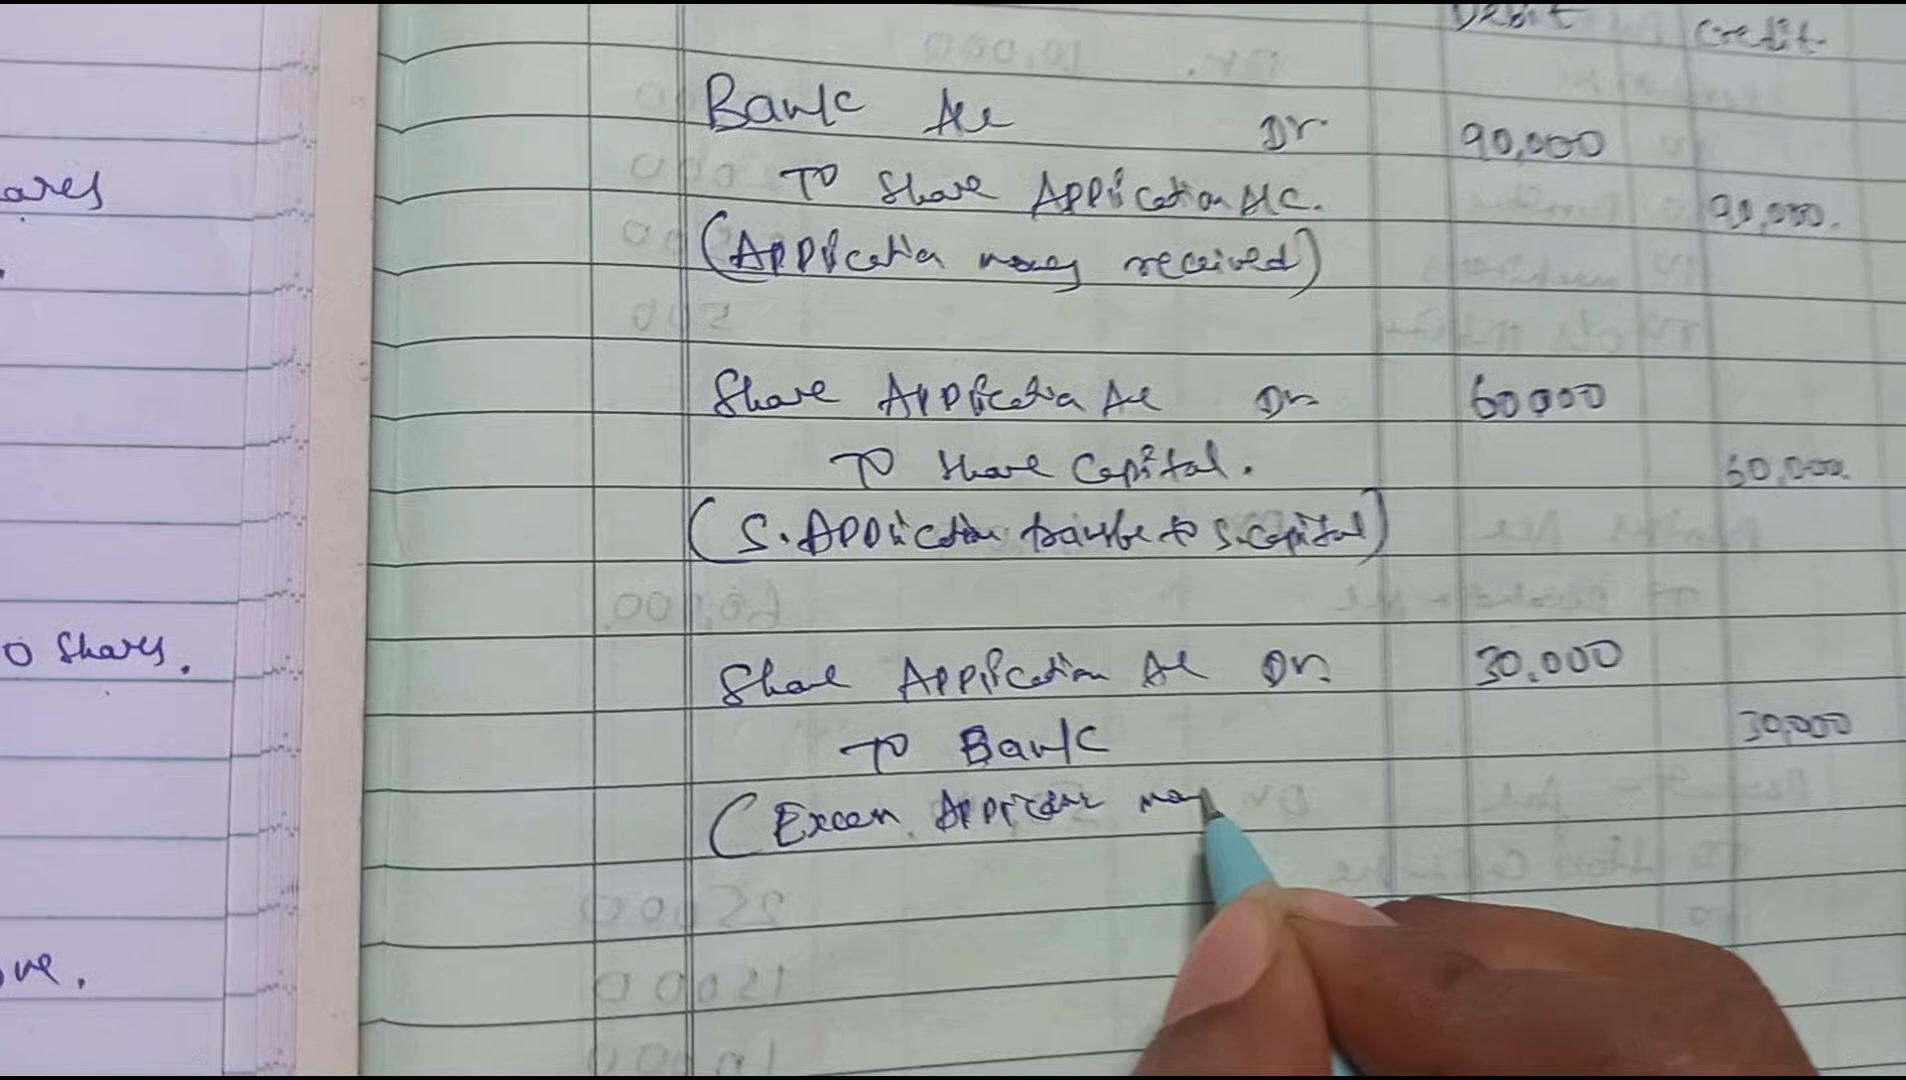 Debit Credit
ares
Bank A/c Dr 90,000
To Share Application A/c. 90,000.
(Application money received)
Share Application A/c Dr 60000
To Share Capital. 60,000.
(S. Application transfer to S. capital)
0 Shares.
Share Application A/c Dr. 30,000
To Bank 30,000
(Excess Application